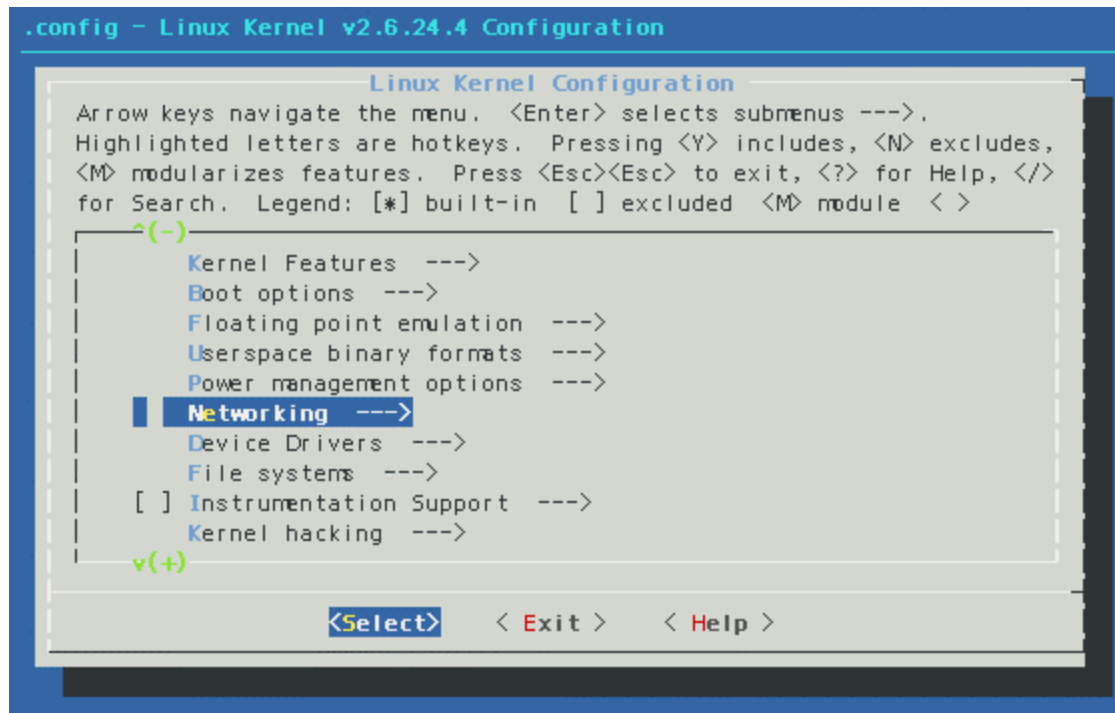 .config - Linux Kernel v2.6.24.4 Configuration
Linux Kernel Configuration
Arrow keys navigate the menu. <Enter> selects submenus --->.
Highlighted letters are hotkeys. Pressing <Y> includes, <N> excludes,
<M> modularizes features. Press <Esc><Esc> to exit, <?> for Help, </>
for Search. Legend: [*] built-in [ ] excluded <M> module < >
^(-)
Kernel Features --->
Boot options --->
Floating point emulation --->
Userspace binary formats --->
Power management options --->
Networking --->
Device Drivers --->
File systems --->
[ ] Instrumentation Support --->
Kernel hacking --->
v(+)
<Select> < Exit > < Help >